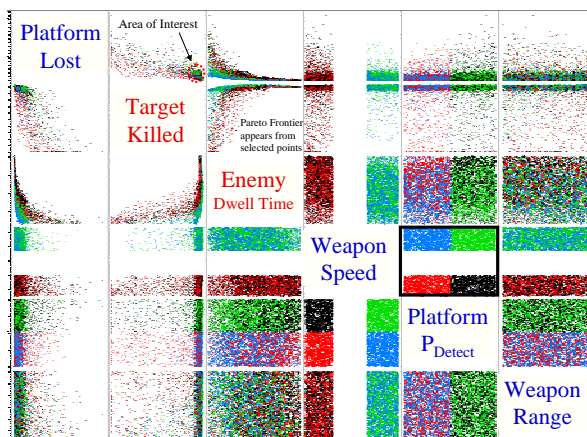 Platform
Lost
Area of Interest
Target
Killed
Pareto Frontier
appears from
selected points
Enemy
Dwell Time
Weapon
Speed
Platform
P_Detect
Weapon
Range